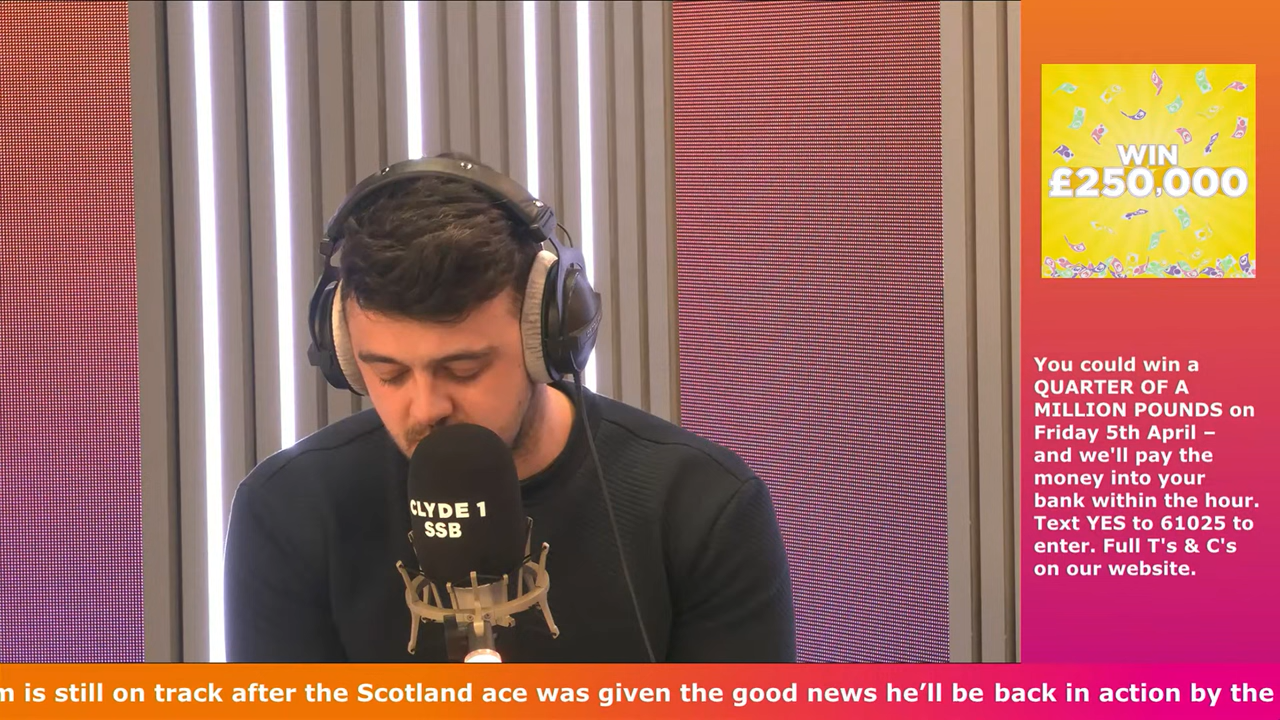 WIN
£250,000
You could win a
QUARTER OF A
MILLION POUNDS on
Friday 5th April –
and we'll pay the
money into your
bank within the hour.
Text YES to 61025 to
enter. Full T's & C's
on our website.
CLYDE 1
SSB
m is still on track after the Scotland ace was given the good news he’ll be back in action by the